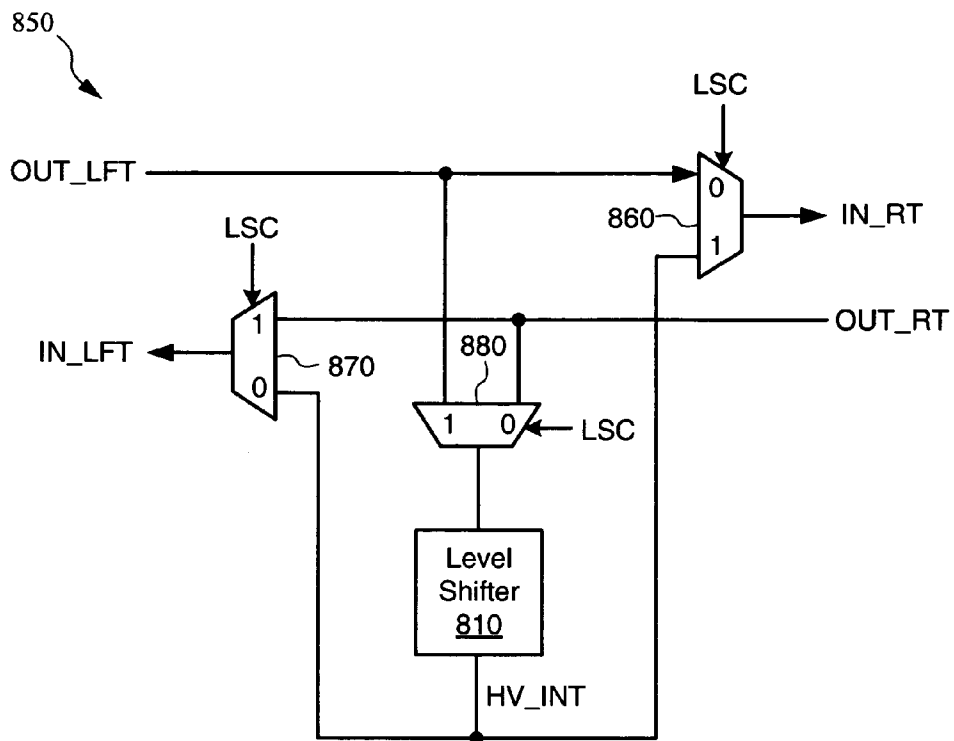 850
LSC
OUT_LFT
0
860
IN_RT
1
LSC
1
OUT_RT
IN_LFT
870
880
0
1 0
LSC
Level
Shifter
810
HV_INT